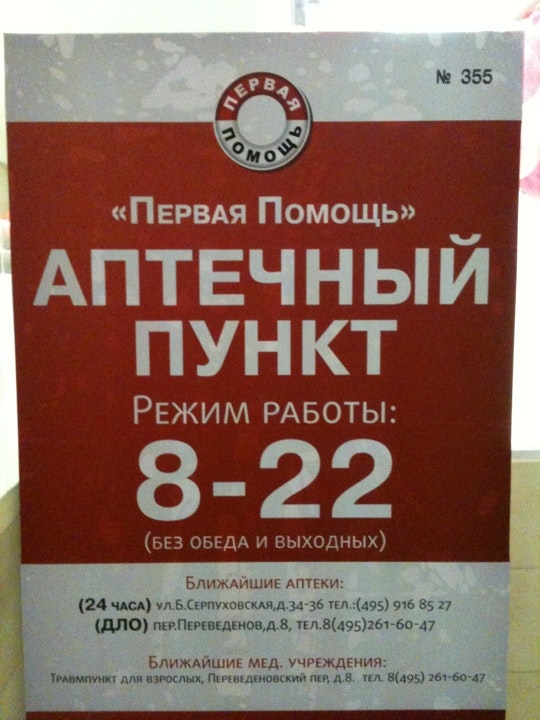 № 355
ПЕРВАЯ
ПОМОЩЬ
«ПЕРВАЯ ПОМОЩЬ»
АПТЕЧНЫЙ
ПУНКТ
РЕЖИМ РАБОТЫ:
8-22
(БЕЗ ОБЕДА И ВЫХОДНЫХ)
БЛИЖАЙШИЕ АПТЕКИ:
(24 ЧАСА) УЛ.Б.СЕРПУХОВСКАЯ,Д.34-36 ТЕЛ.:(495) 916 85 27
(ДЛО) ПЕР.ПЕРЕВЕДЕНОВ,Д.8, ТЕЛ.8(495)261-60-47
БЛИЖАЙШИЕ МЕД. УЧРЕЖДЕНИЯ:
ТРАВМПУНКТ ДЛЯ ВЗРОСЛЫХ, ПЕРЕВЕДЕНОВСКИЙ ПЕР, Д.8. ТЕЛ. 8(495) 261-60-47